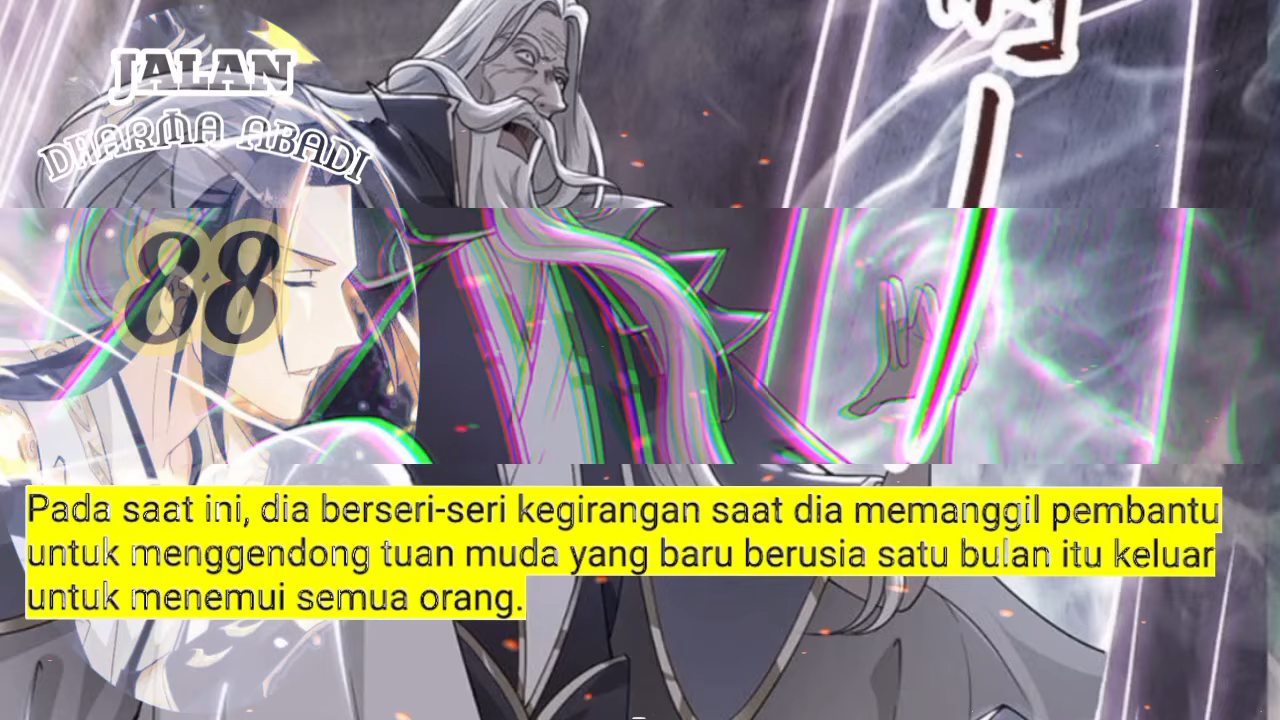 JALAN
DHARMA ABADI
88
Pada saat ini, dia berseri-seri kegirangan saat dia memanggil pembantu
untuk menggendong tuan muda yang baru berusia satu bulan itu keluar
untuk menemui semua orang.